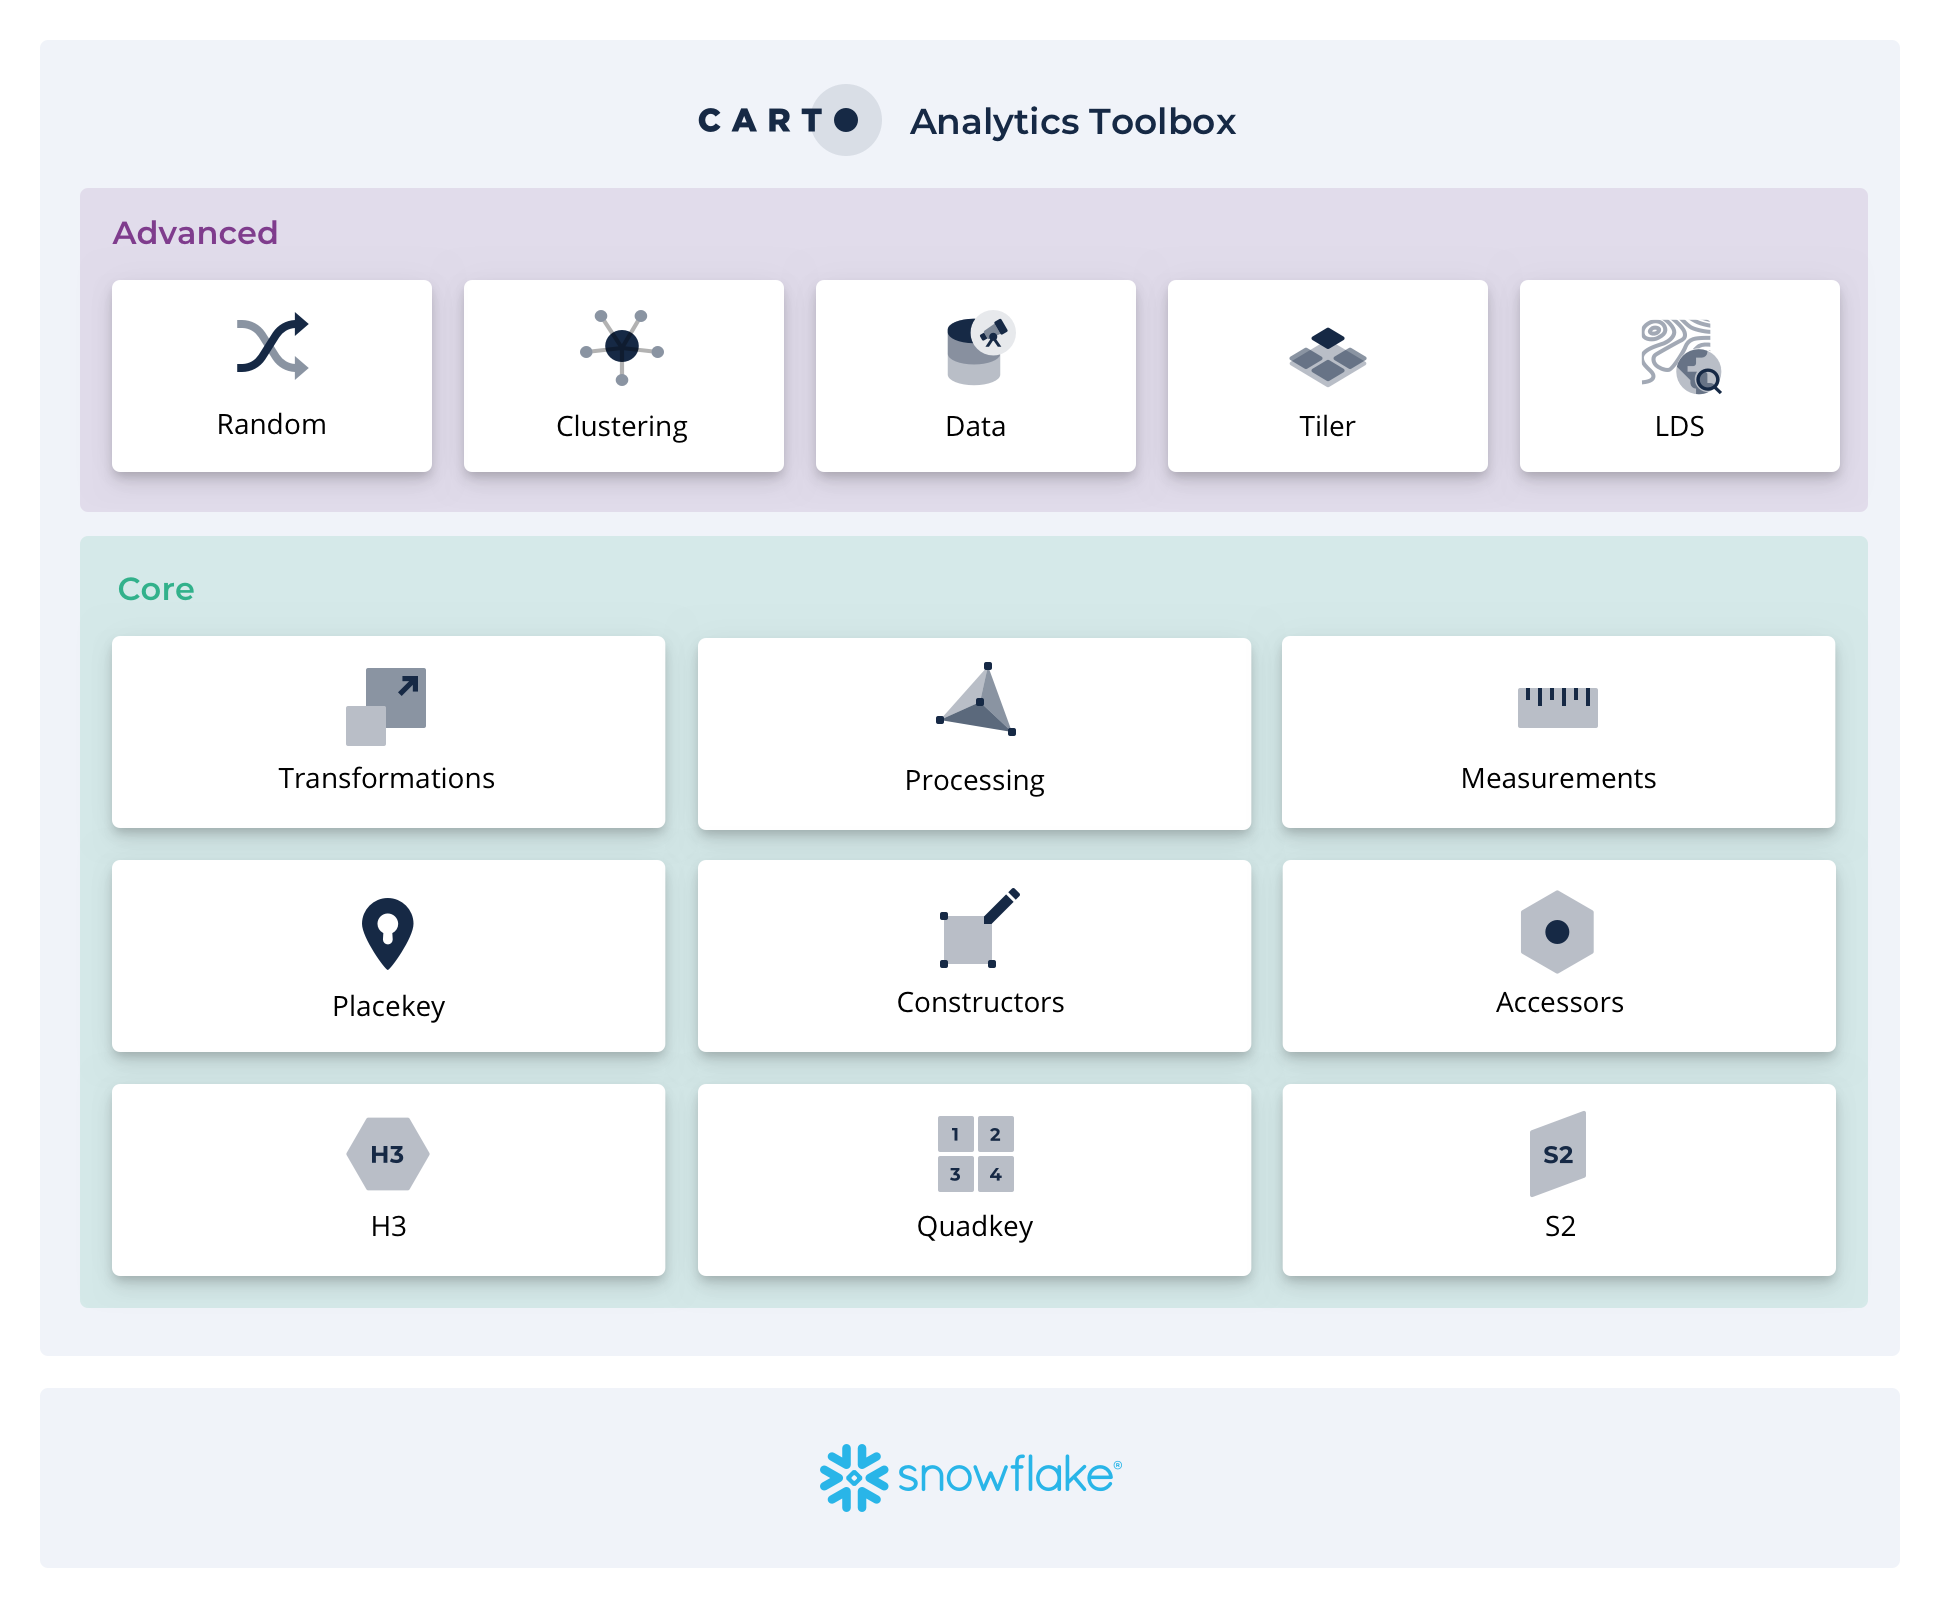 CARTO Analytics Toolbox
Advanced
Random
Clustering
Data
Tiler
LDS
Core
Transformations
Processing
Measurements
Placekey
Constructors
Accessors
H3
H3
1 2
3 4
Quadkey
S2
S2
snowflake®